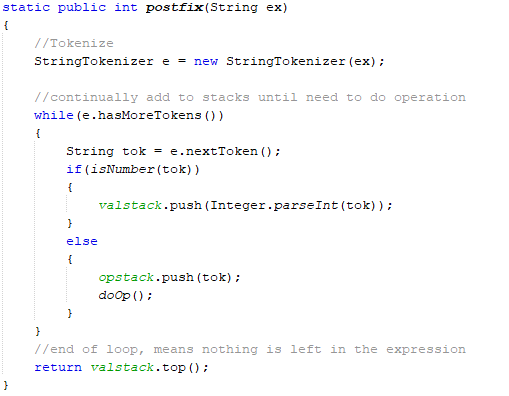 static public int postfix(String ex)
{
    //Tokenize
    StringTokenizer e = new StringTokenizer(ex);

    //continually add to stacks until need to do operation
    while(e.hasMoreTokens())
    {
        String tok = e.nextToken();
        if(isNumber(tok))
        {
            valstack.push(Integer.parseInt(tok));
        }
        else
        {
            opstack.push(tok);
            doOp();
        }
    }
    //end of loop, means nothing is left in the expression
    return valstack.top();
}